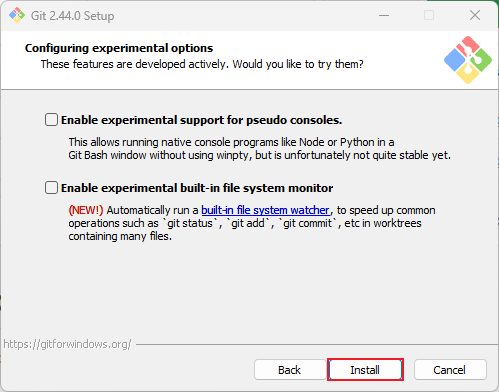 Git 2.44.0 Setup
Configuring experimental options
These features are developed actively. Would you like to try them?
Enable experimental support for pseudo consoles.
This allows running native console programs like Node or Python in a
Git Bash window without using winpty, but is unfortunately not quite stable yet.
Enable experimental built-in file system monitor
(NEW!) Automatically run a built-in file system watcher, to speed up common
operations such as `git status`, `git add`, `git commit`, etc in worktrees
containing many files.
https://gitforwindows.org/
Back Install Cancel